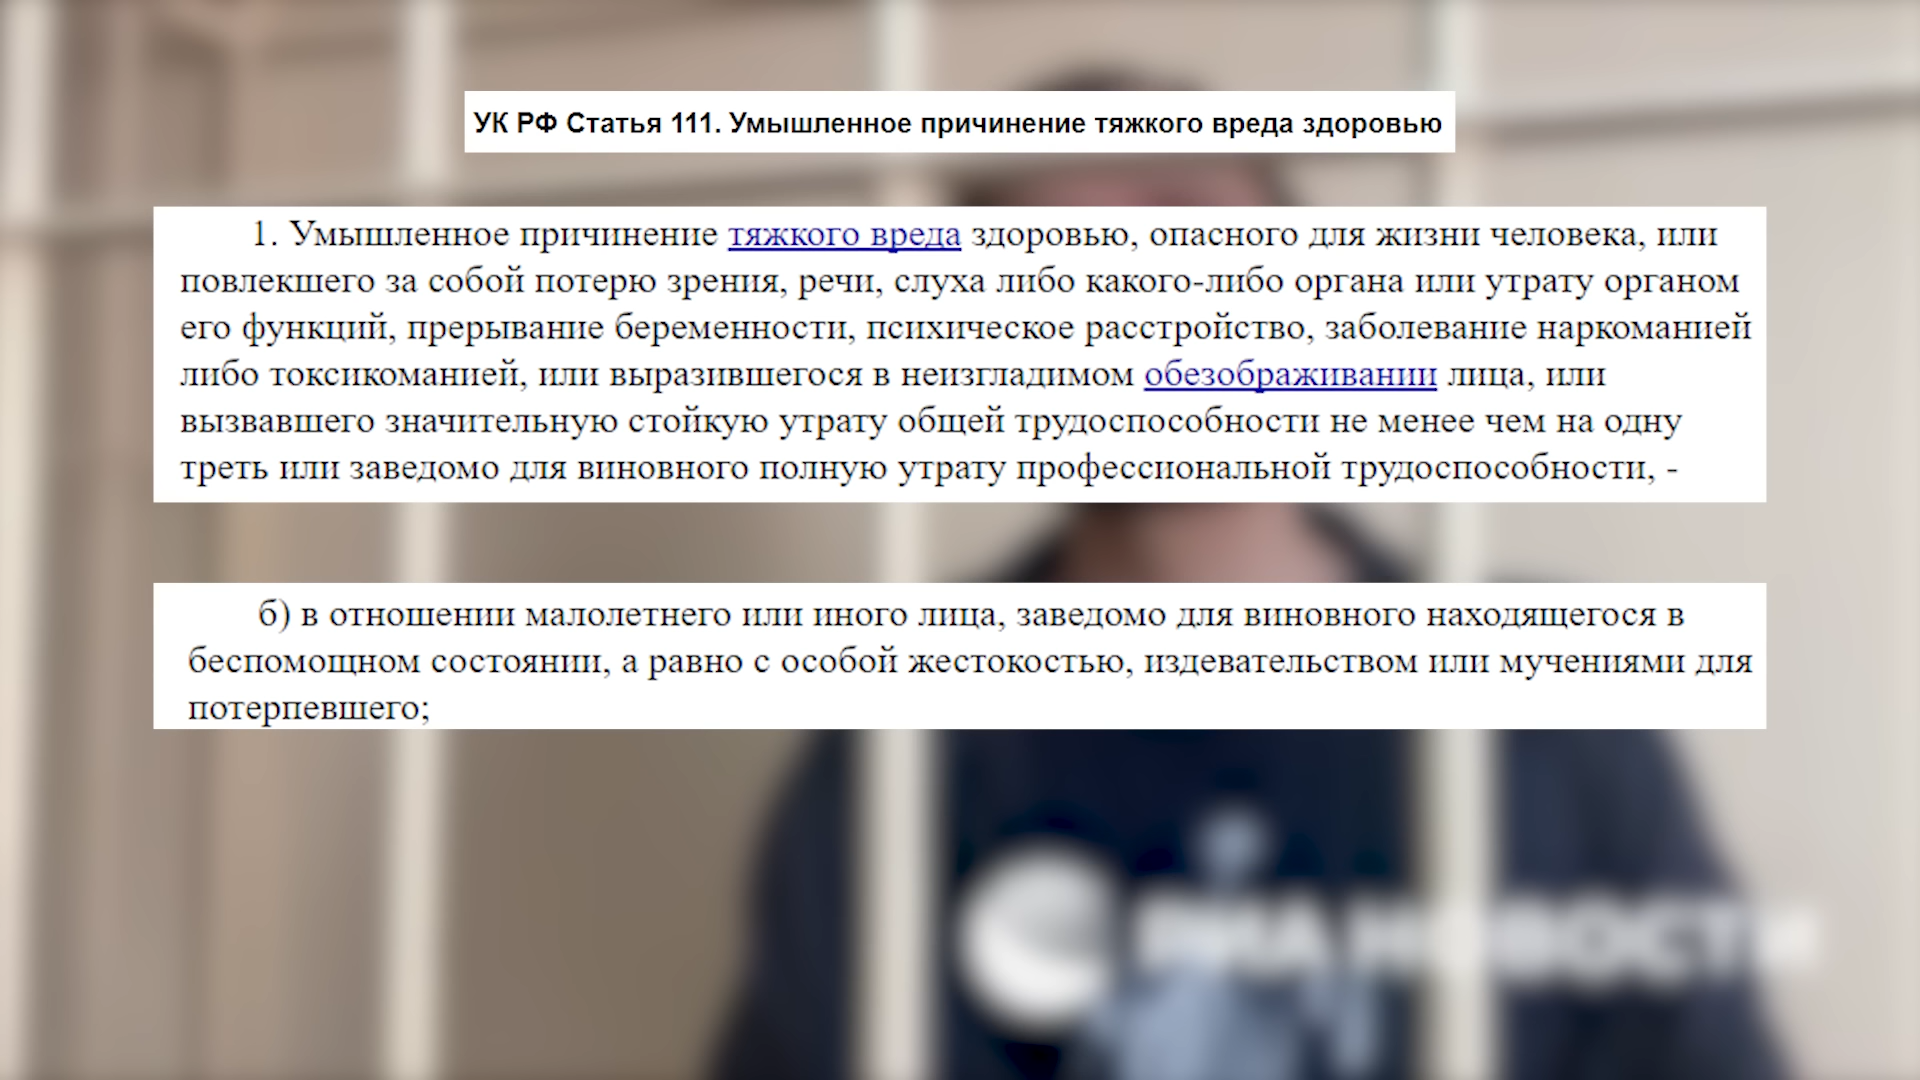 УК РФ Статья 111. Умышленное причинение тяжкого вреда здоровью
1. Умышленное причинение тяжкого вреда здоровью, опасного для жизни человека, или
повлекшего за собой потерю зрения, речи, слуха либо какого-либо органа или утрату органом
его функций, прерывание беременности, психическое расстройство, заболевание наркоманией
либо токсикоманией, или выразившегося в неизгладимом обезображивании лица, или
вызвавшего значительную стойкую утрату общей трудоспособности не менее чем на одну
треть или заведомо для виновного полную утрату профессиональной трудоспособности, -
б) в отношении малолетнего или иного лица, заведомо для виновного находящегося в
беспомощном состоянии, а равно с особой жестокостью, издевательством или мучениями для
потерпевшего;
РИА НОВОСТИ